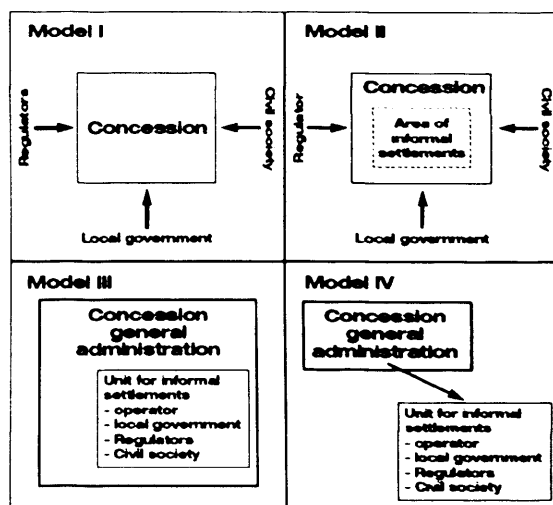 Model I
Regulators
Concession
Civil society
Local government
Model II
Regulator
Concession
Area of
informal
settlements
Civil society
Local government
Model III
Concession
general
administration
Unit for informal
settlements
- operator
- local government
- Regulators
- Civil society
Model IV
Concession
general
administration
Unit for informal
settlements
- operator
- local government
- Regulators
- Civil society